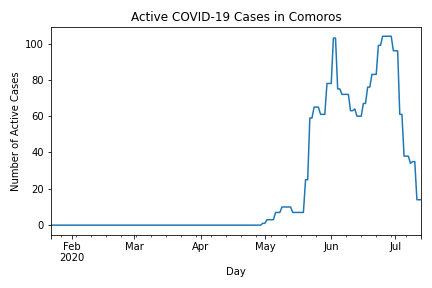 Active COVID-19 Cases in Comoros
Number of Active Cases
100
80
60
40
20
0
Feb Mar Apr May Jun Jul
2020
Day